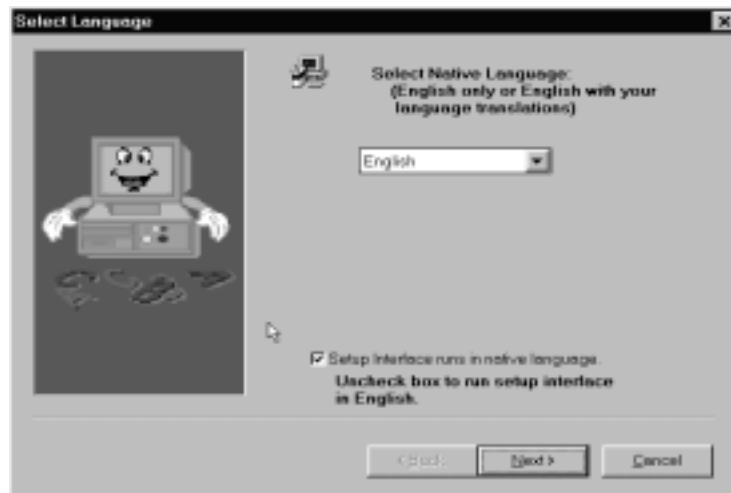 Select Language
Select Native Language:
(English only or English with your
language translations)
English
Setup Interface runs in native language.
Uncheck box to run setup interface
in English.
< Back
Next >
Cancel